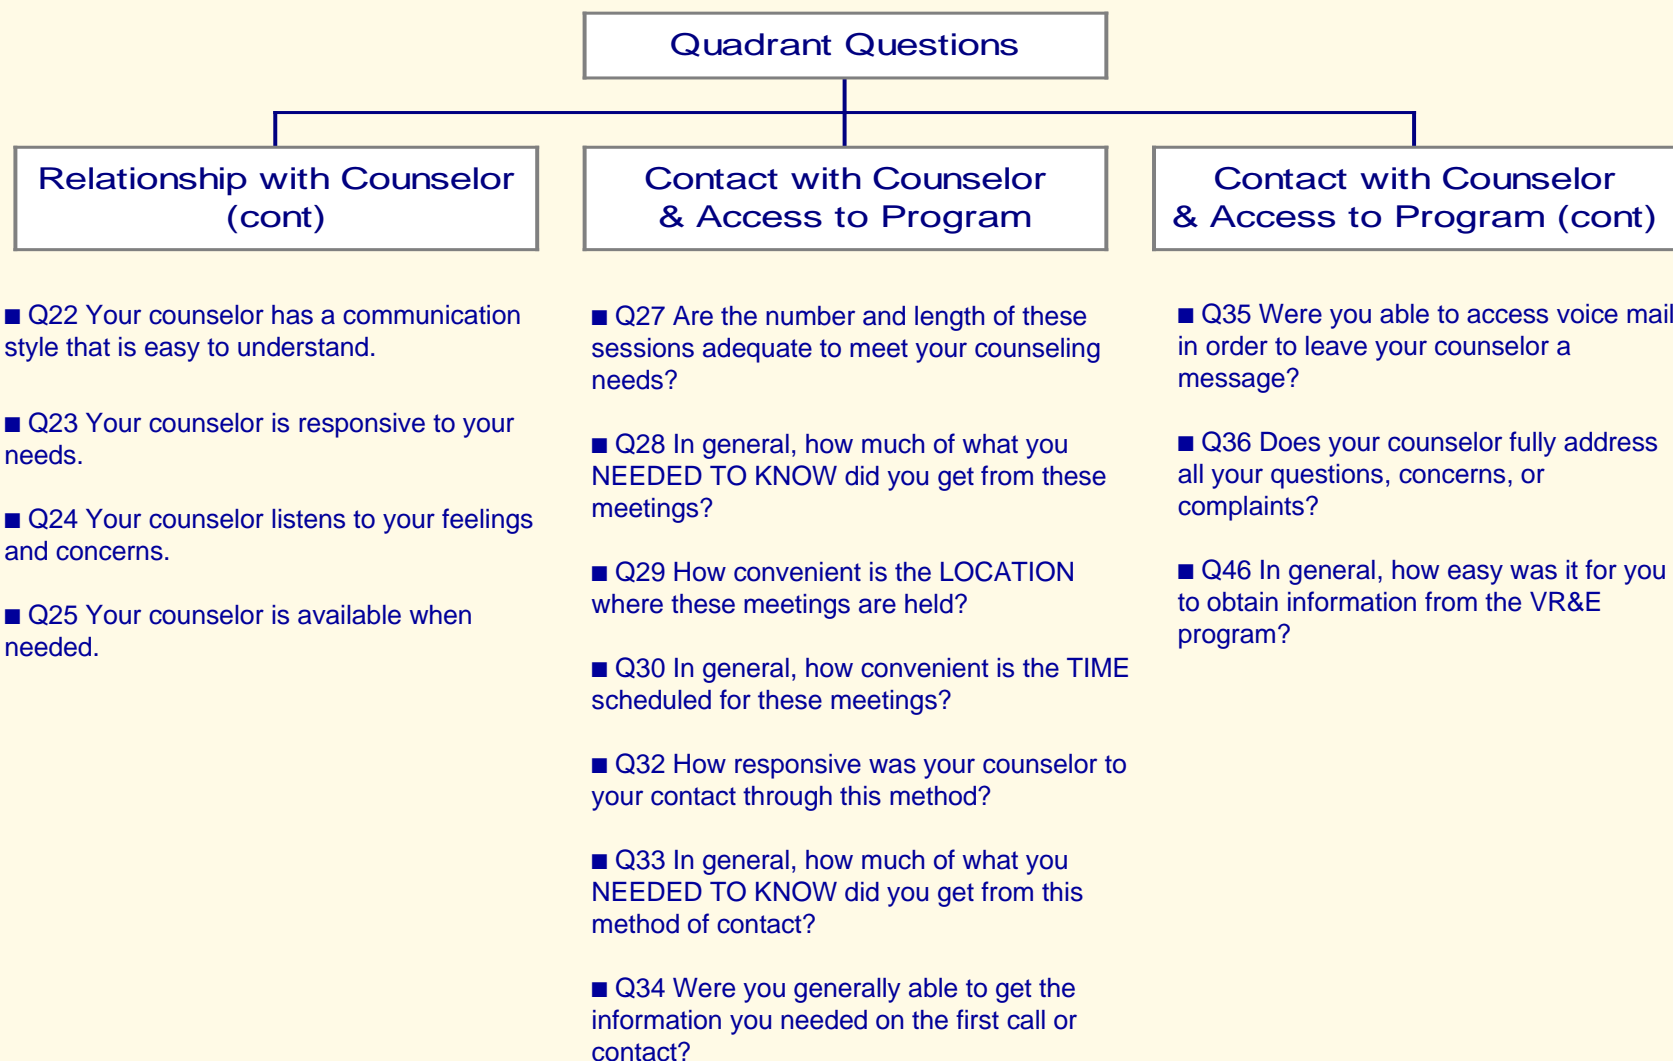 Quadrant Questions
Relationship with Counselor
(cont)
■ Q22 Your counselor has a communication
style that is easy to understand.
■ Q23 Your counselor is responsive to your
needs.
■ Q24 Your counselor listens to your feelings
and concerns.
■ Q25 Your counselor is available when
needed.
Contact with Counselor
& Access to Program
■ Q27 Are the number and length of these
sessions adequate to meet your counseling
needs?
■ Q28 In general, how much of what you
NEEDED TO KNOW did you get from these
meetings?
■ Q29 How convenient is the LOCATION
where these meetings are held?
■ Q30 In general, how convenient is the TIME
scheduled for these meetings?
■ Q32 How responsive was your counselor to
your contact through this method?
■ Q33 In general, how much of what you
NEEDED TO KNOW did you get from this
method of contact?
■ Q34 Were you generally able to get the
information you needed on the first call or
contact?
Contact with Counselor
& Access to Program (cont)
■ Q35 Were you able to access voice mail
in order to leave your counselor a
message?
■ Q36 Does your counselor fully address
all your questions, concerns, or
complaints?
■ Q46 In general, how easy was it for you
to obtain information from the VR&E
program?